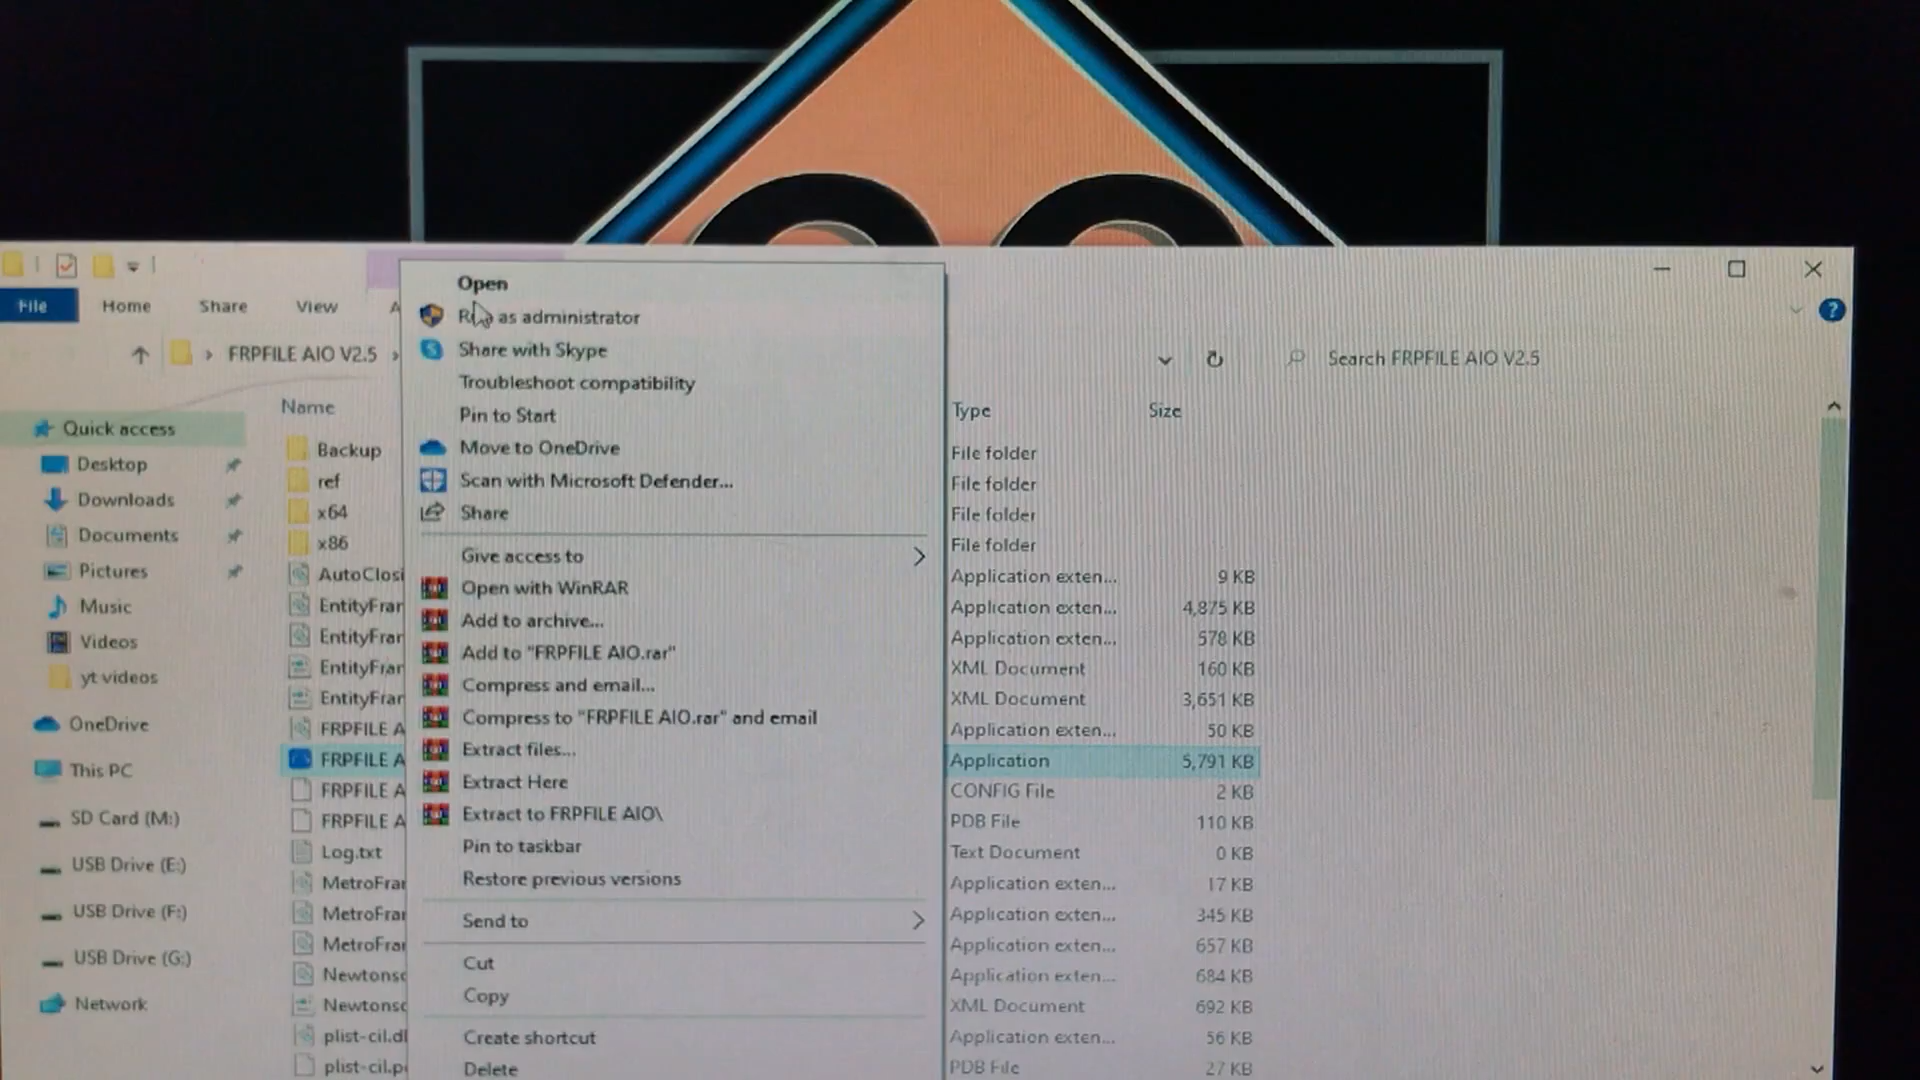 File
Home
Share
View
FRPFILE AIO V2.5
Search FRPFILE AIO V2.5
Quick access
Desktop
Downloads
Documents
Pictures
Music
Videos
yt videos
OneDrive
This PC
SD Card (M:)
USB Drive (E:)
USB Drive (F:)
USB Drive (G:)
Network
Name
Type
Size
Backup
File folder
ref
File folder
x64
File folder
x86
File folder
AutoClosi
Application exten...
9 KB
EntityFrar
Application exten...
4,875 KB
EntityFrar
Application exten...
578 KB
EntityFrar
XML Document
160 KB
EntityFrar
XML Document
3,651 KB
FRPFILE A
Application exten...
50 KB
FRPFILE A
Application
5,791 KB
FRPFILE A
CONFIG File
2 KB
FRPFILE A
PDB File
110 KB
Log.txt
Text Document
0 KB
MetroFrar
Application exten...
17 KB
MetroFrar
Application exten...
345 KB
MetroFrar
Application exten...
657 KB
Newtonsc
Application exten...
684 KB
Newtonsc
XML Document
692 KB
plist-cil.dl
Application exten...
56 KB
plist-cil.p
PDB File
27 KB
Open
as administrator
Share with Skype
Troubleshoot compatibility
Pin to Start
Move to OneDrive
Scan with Microsoft Defender...
Share
Give access to
Open with WinRAR
Add to archive...
Add to "FRPFILE AIO.rar"
Compress and email...
Compress to "FRPFILE AIO.rar" and email
Extract files...
Extract Here
Extract to FRPFILE AIO\
Pin to taskbar
Restore previous versions
Send to
Cut
Copy
Create shortcut
Delete